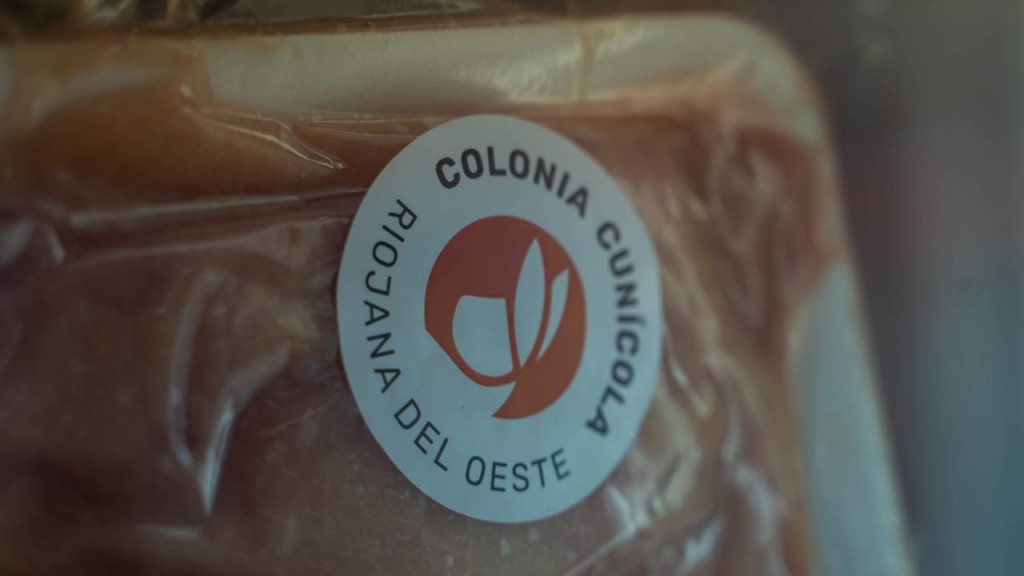 COLONIA CUNÍCOLA
RIOJANA DEL OESTE